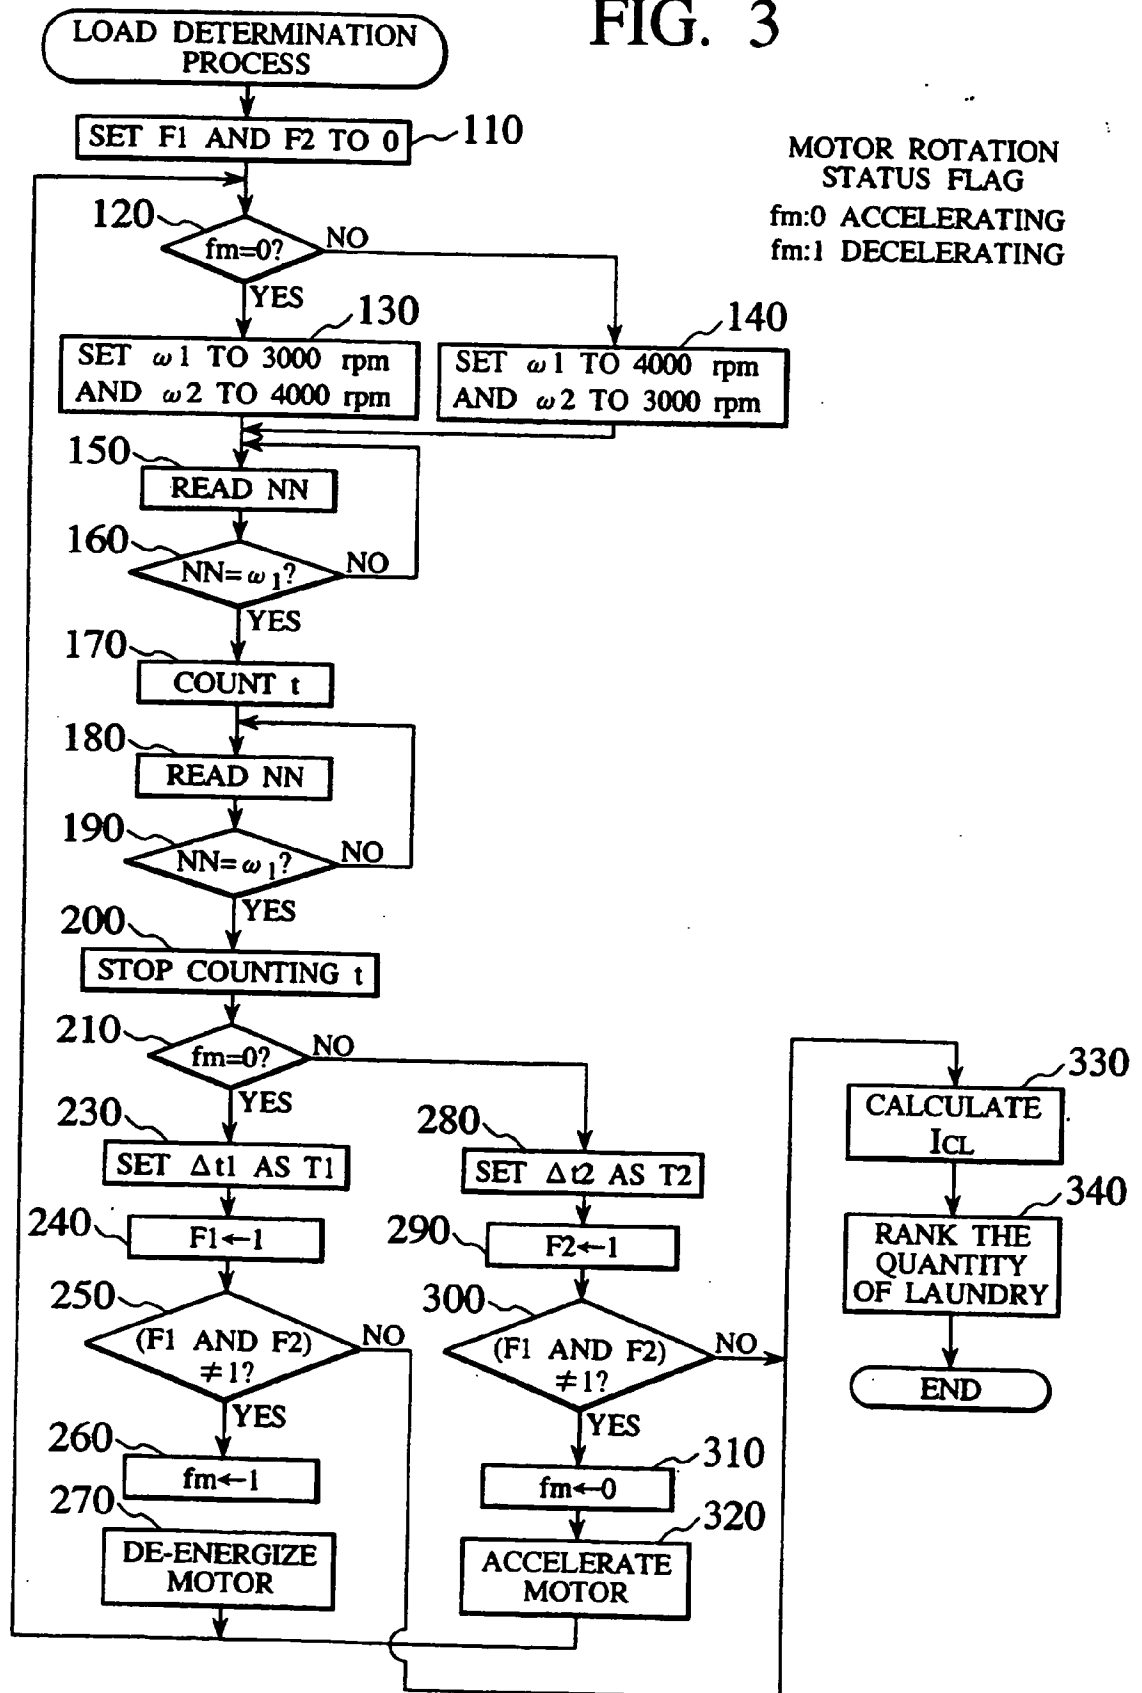 FIG. 3
LOAD DETERMINATION
PROCESS
SET F1 AND F2 TO 0
110
MOTOR ROTATION
STATUS FLAG
fm:0 ACCELERATING
fm:1 DECELERATING
120
fm=0?
NO
YES
130
SET ω1 TO 3000 rpm
AND ω2 TO 4000 rpm
140
SET ω1 TO 4000 rpm
AND ω2 TO 3000 rpm
150
READ NN
160
NN=ω1?
NO
YES
170
COUNT t
180
READ NN
190
NN=ω1?
NO
YES
200
STOP COUNTING t
210
fm=0?
NO
YES
230
SET Δt1 AS T1
240
F1←1
250
(F1 AND F2)
≠1?
NO
YES
260
fm←1
270
DE-ENERGIZE
MOTOR
280
SET Δt2 AS T2
290
F2←1
300
(F1 AND F2)
≠1?
NO
YES
310
fm←0
320
ACCELERATE
MOTOR
330
CALCULATE
ICL
340
RANK THE
QUANTITY
OF LAUNDRY
END